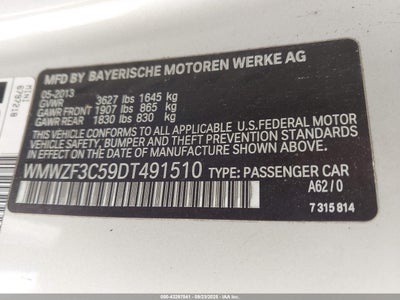 MFD BY BAYERISCHE MOTOREN WERKE AG
05-2013
GVWR 3627 lbs 1645 kg
GAWR FRONT 1907 lbs 865 kg
GAWR REAR 1830 lbs 830 kg
THIS CAR CONFORMS TO ALL APPLICABLE
U.S.FEDERAL MOTOR
VEHICLE SAFETY, BUMPER AND THEFT PREVENTION
STANDARDS IN EFFECT ON THE DATE OF
MANUFACTURE SHOWN ABOVE.
WMWZF3C59DT491510 TYPE: PASSENGER CAR
A62/0
7 315 814
MINI